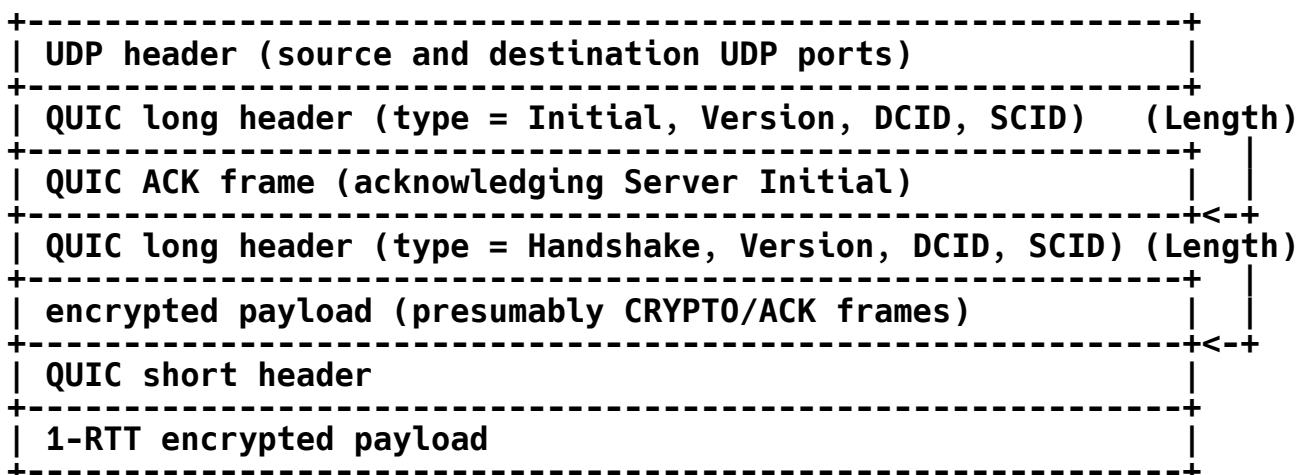 +------------------------------------------------------------+
| UDP header (source and destination UDP ports)              |
+------------------------------------------------------------+
| QUIC long header (type = Initial, Version, DCID, SCID)   (Length)
+------------------------------------------------------------+  |
| QUIC ACK frame (acknowledging Server Initial)              |  |
+------------------------------------------------------------+<-+
| QUIC long header (type = Handshake, Version, DCID, SCID) (Length)
+------------------------------------------------------------+  |
| encrypted payload (presumably CRYPTO/ACK frames)           |  |
+------------------------------------------------------------+<-+
| QUIC short header                                          |
+------------------------------------------------------------+
| 1-RTT encrypted payload                                    |
+------------------------------------------------------------+